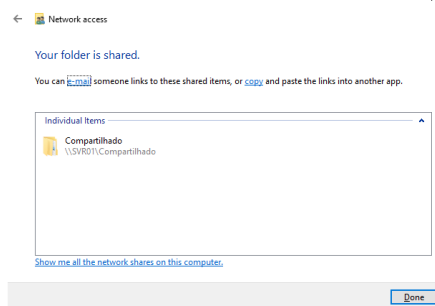 Network access
Your folder is shared.
You can e-mail someone links to these shared items, or copy and paste the links into another app.
Individual Items
Compartilhado
\\SVR01\Compartilhado
Show me all the network shares on this computer.
Done